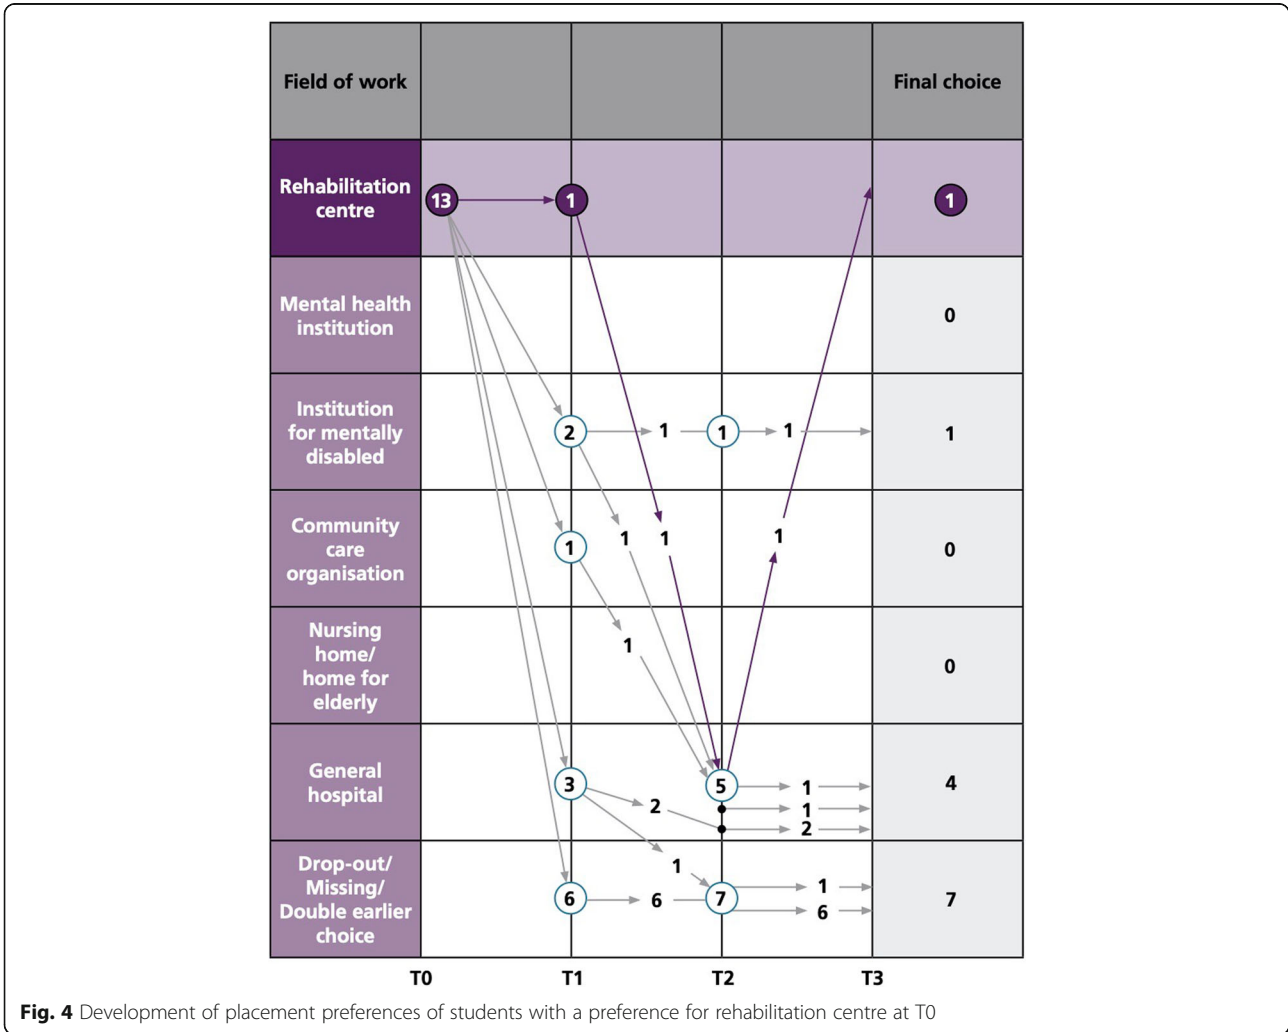 Field of work
Final choice
Rehabilitation
centre
13
1
1
Mental health
institution
0
Institution
for mentally
disabled
2
1
1
1
1
Community
care
organisation
1
1
1
1
0
Nursing
home/
home for
elderly
1
0
General
hospital
3
2
5
1
1
2
4
Drop-out/
Missing/
Double earlier
choice
6
1
6
7
1
6
7
T0
T1
T2
T3
Fig. 4 Development of placement preferences of students with a preference for rehabilitation centre at T0